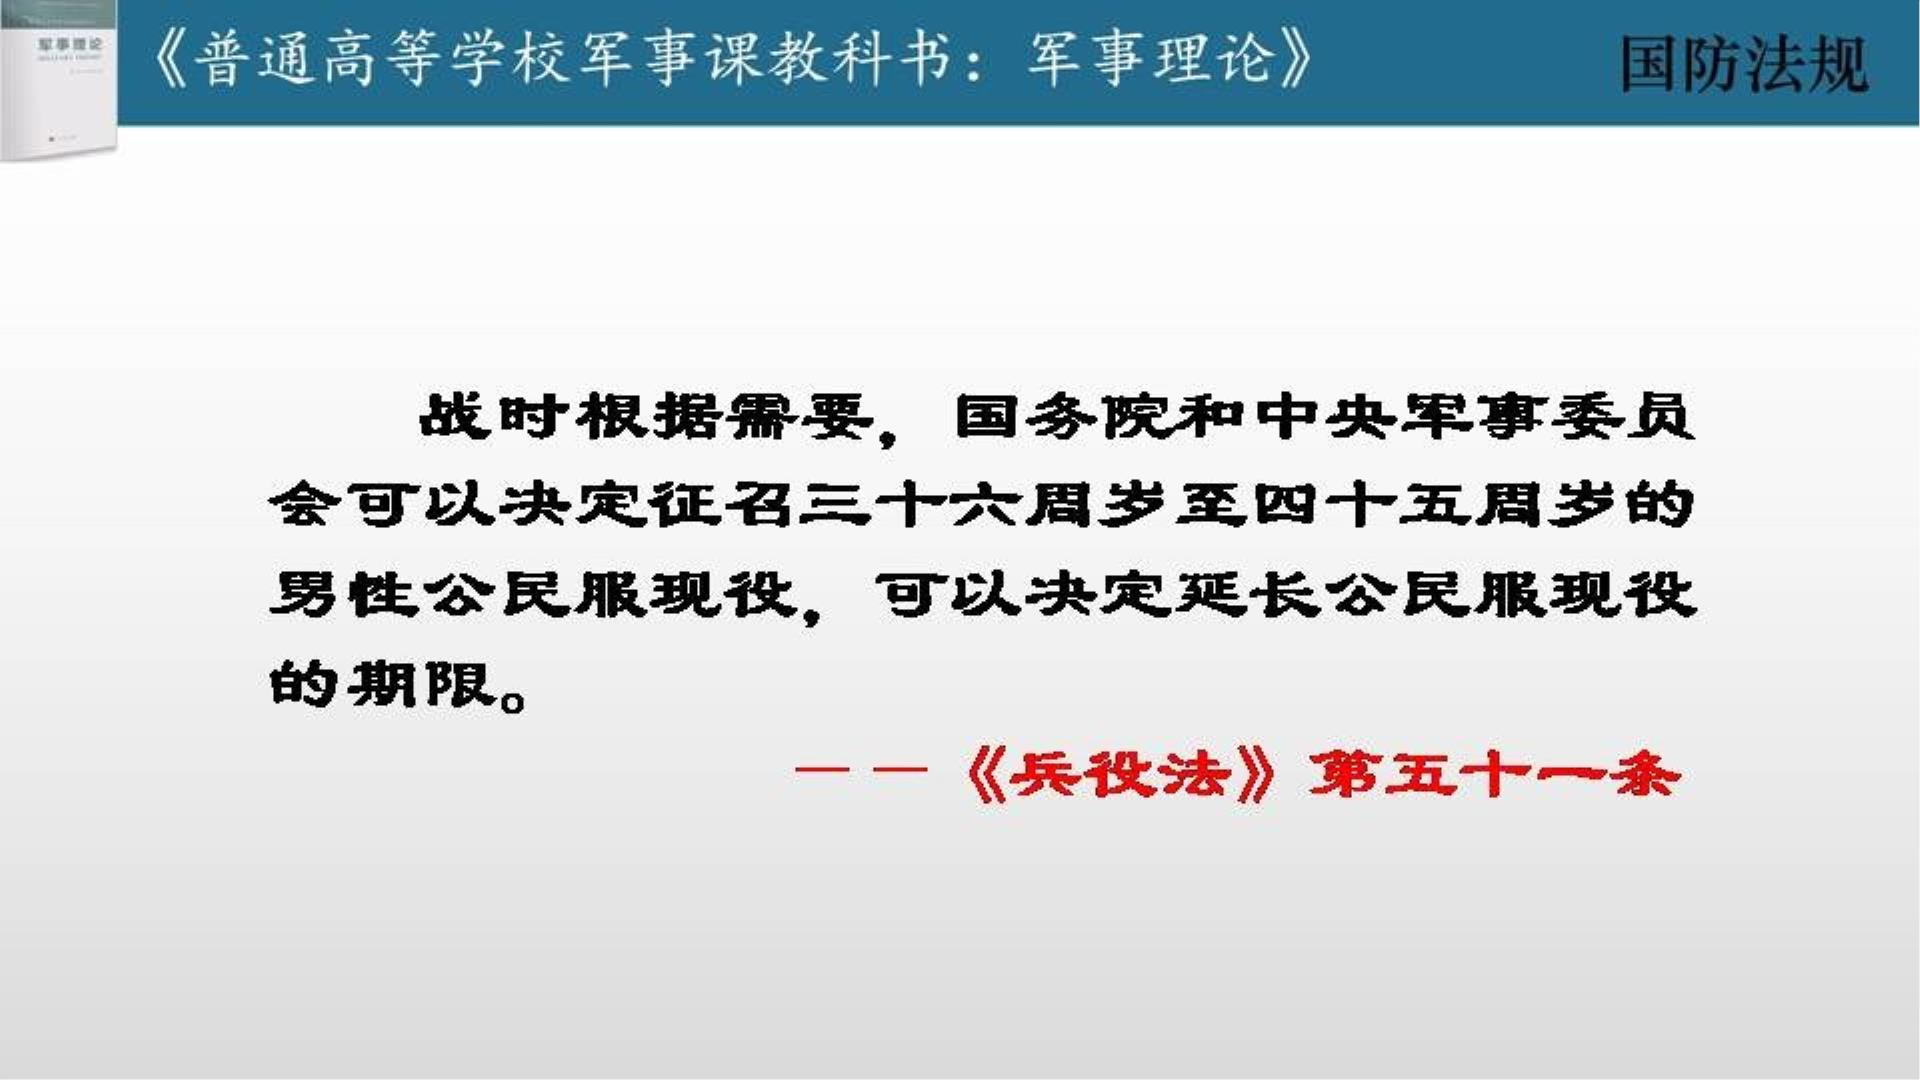 军事理论
《普通高等学校军事课教科书：军事理论》
国防法规
战时根据需要，国务院和中央军事委员
会可以决定征召三十六周岁至四十五周岁的
男性公民服现役，可以决定延长公民服现役
的期限。
——《兵役法》第五十一条